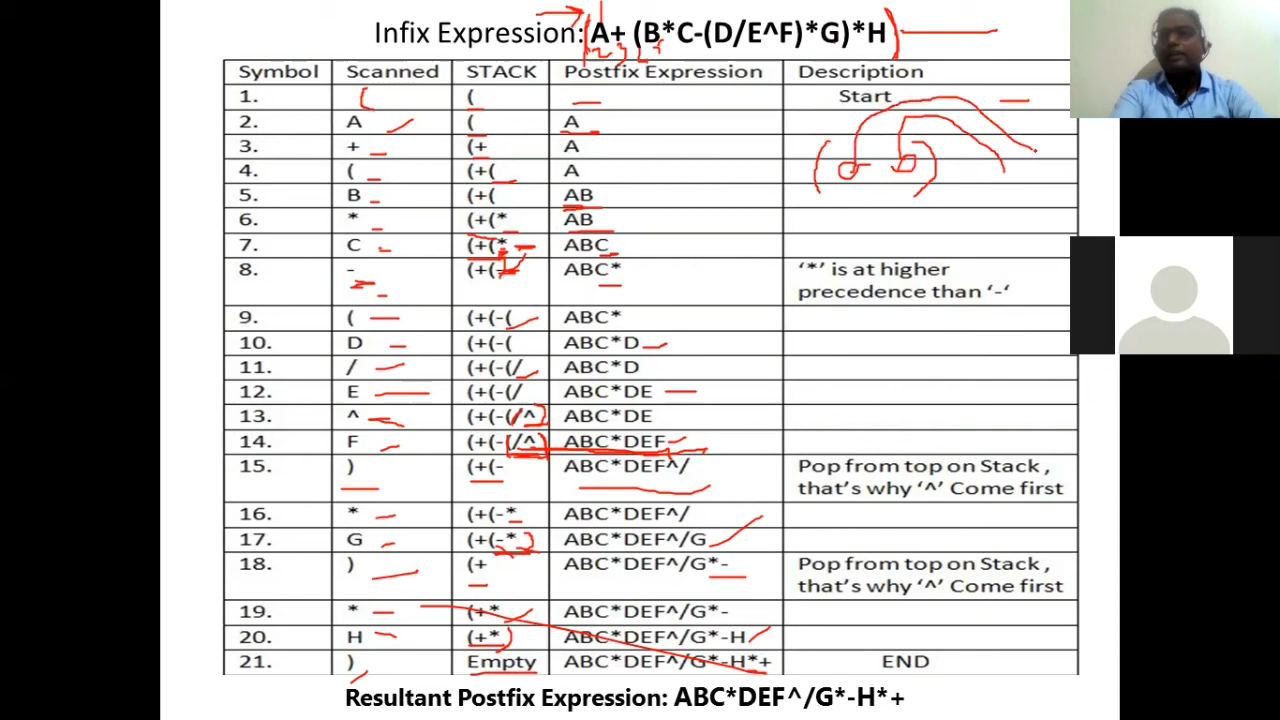 Infix Expression: (A+ (B*C-(D/E^F)*G)*H)
Symbol Scanned STACK Postfix Expression Description
1. ( ( Start
2. A ( A
3. + (+ A
4. ( (+( A
5. B (+( AB
6. * (+(* AB
7. C (+(* ABC
8. - (+(- ABC* ‘*’ is at higher
precedence than ‘-‘
9. ( (+(-( ABC*
10. D (+(-( ABC*D
11. / (+(-(/ ABC*D
12. E (+(-(/ ABC*DE
13. ^ (+(-(/^ ABC*DE
14. F (+(-(/^ ABC*DEF
15. ) (+(- ABC*DEF^/ Pop from top on Stack ,
that’s why ‘^’ Come first
16. * (+(-* ABC*DEF^/
17. G (+(-* ABC*DEF^/G
18. ) (+ ABC*DEF^/G*- Pop from top on Stack ,
that’s why ‘^’ Come first
19. * (+* ABC*DEF^/G*-
20. H (+* ABC*DEF^/G*-H
21. ) Empty ABC*DEF^/G*-H*+ END
Resultant Postfix Expression: ABC*DEF^/G*-H*+